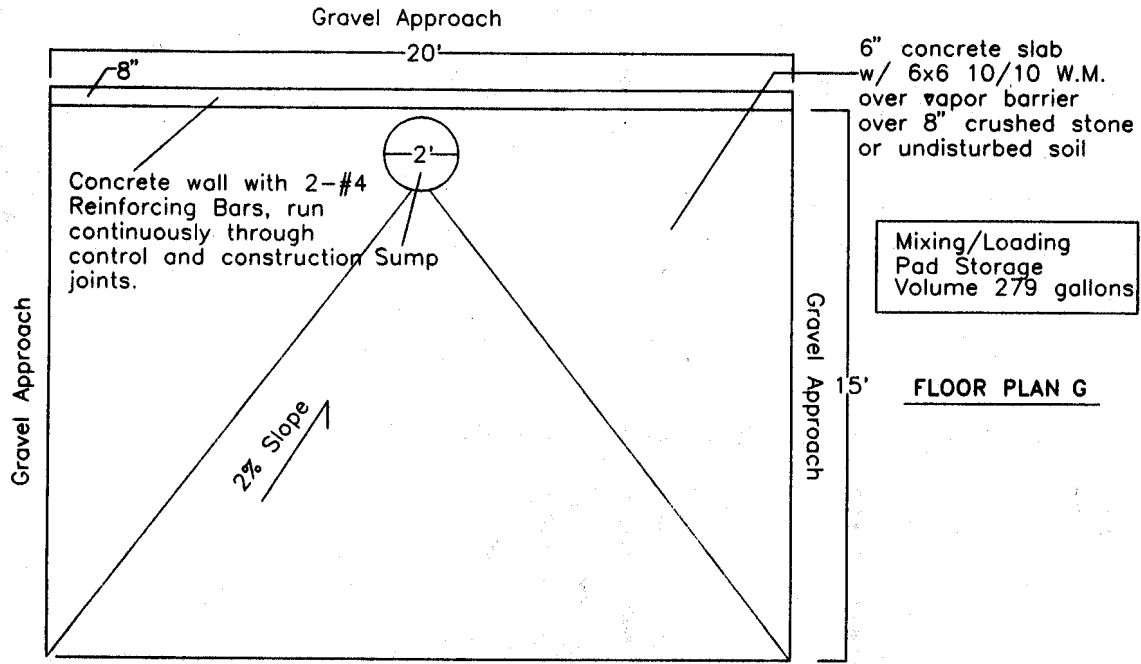 Gravel Approach
20'
8"
6" concrete slab
w/ 6x6 10/10 W.M.
over vapor barrier
over 8" crushed stone
or undisturbed soil
2'
Concrete wall with 2-#4
Reinforcing Bars, run
continuously through
control and construction
joints.
Sump
Mixing/Loading
Pad Storage
Volume 279 gallons
Gravel Approach
Gravel Approach
15'
FLOOR PLAN G
2% Slope